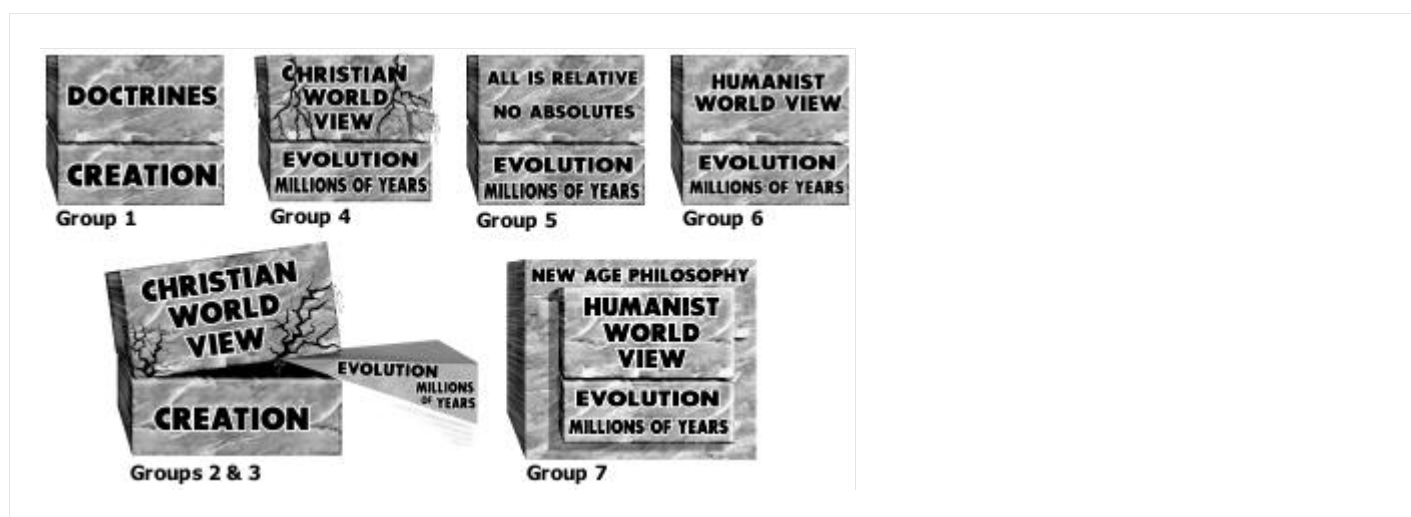 DOCTRINES
CREATION
Group 1
CHRISTIAN
WORLD
VIEW
EVOLUTION
MILLIONS OF YEARS
Group 4
ALL IS RELATIVE
NO ABSOLUTES
EVOLUTION
MILLIONS OF YEARS
Group 5
HUMANIST
WORLD VIEW
EVOLUTION
MILLIONS OF YEARS
Group 6
CHRISTIAN
WORLD
VIEW
EVOLUTION
MILLIONS
OF YEARS
CREATION
Groups 2 & 3
NEW AGE PHILOSOPHY
HUMANIST
WORLD
VIEW
EVOLUTION
MILLIONS OF YEARS
Group 7